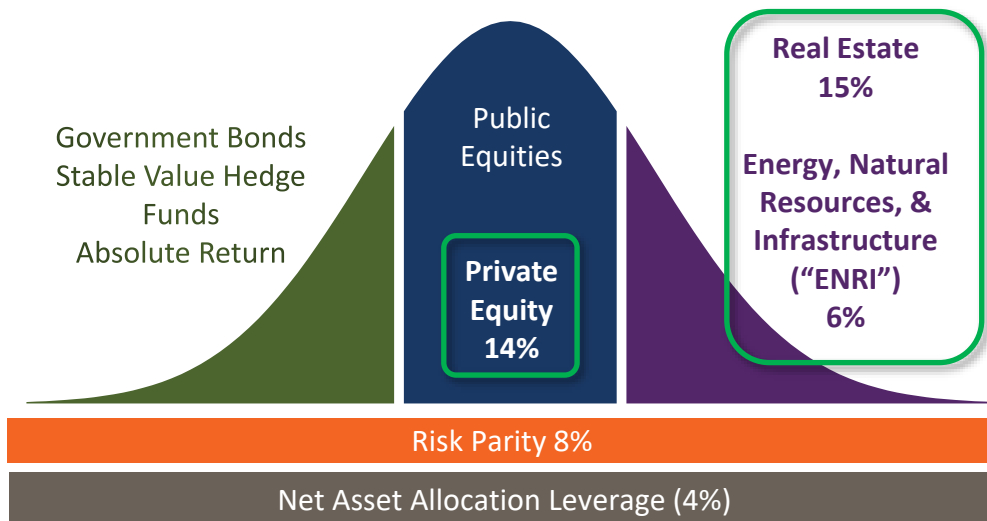 Government Bonds
Stable Value Hedge
Funds
Absolute Return
Public
Equities
Private
Equity
14%
Real Estate
15%
Energy, Natural
Resources, &
Infrastructure
(“ENRI”)
6%
Risk Parity 8%
Net Asset Allocation Leverage (4%)